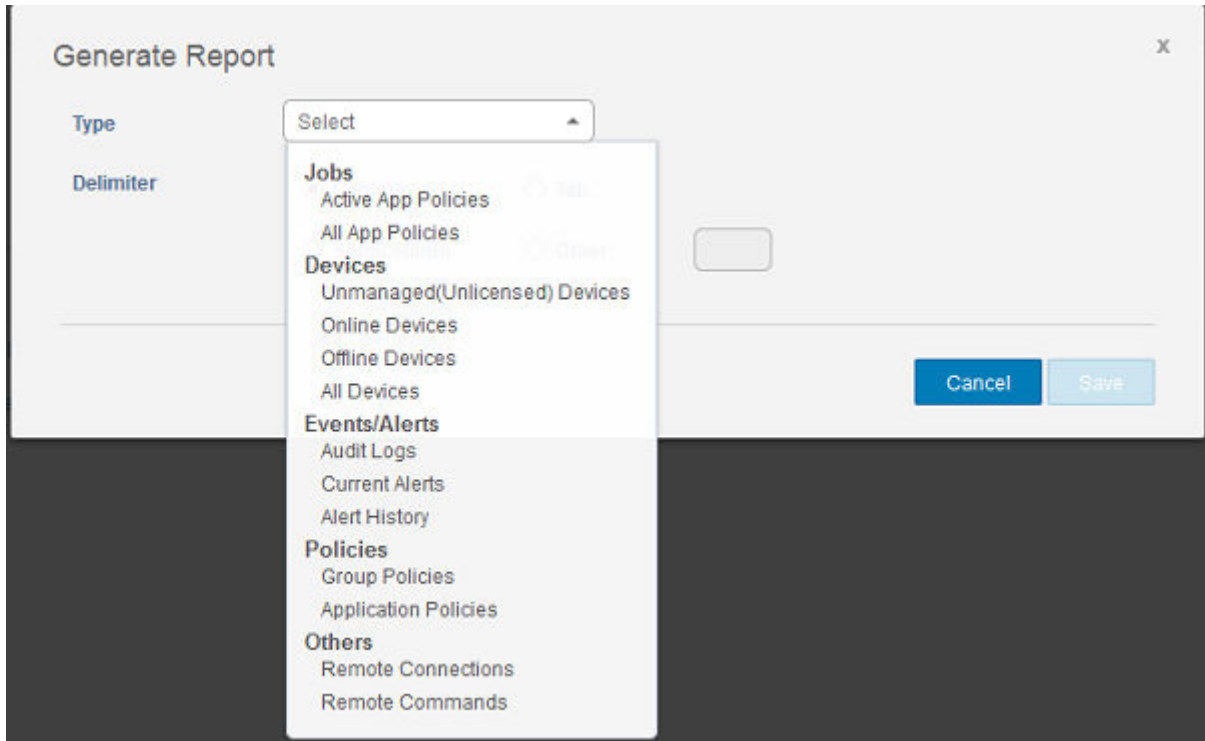 Generate Report
x
Type
Select
Delimiter
Jobs
Active App Policies
All App Policies
Devices
Unmanaged(Unlicensed) Devices
Online Devices
Offline Devices
All Devices
Events/Alerts
Audit Logs
Current Alerts
Alert History
Policies
Group Policies
Application Policies
Others
Remote Connections
Remote Commands
Tab
Other
Cancel
Save